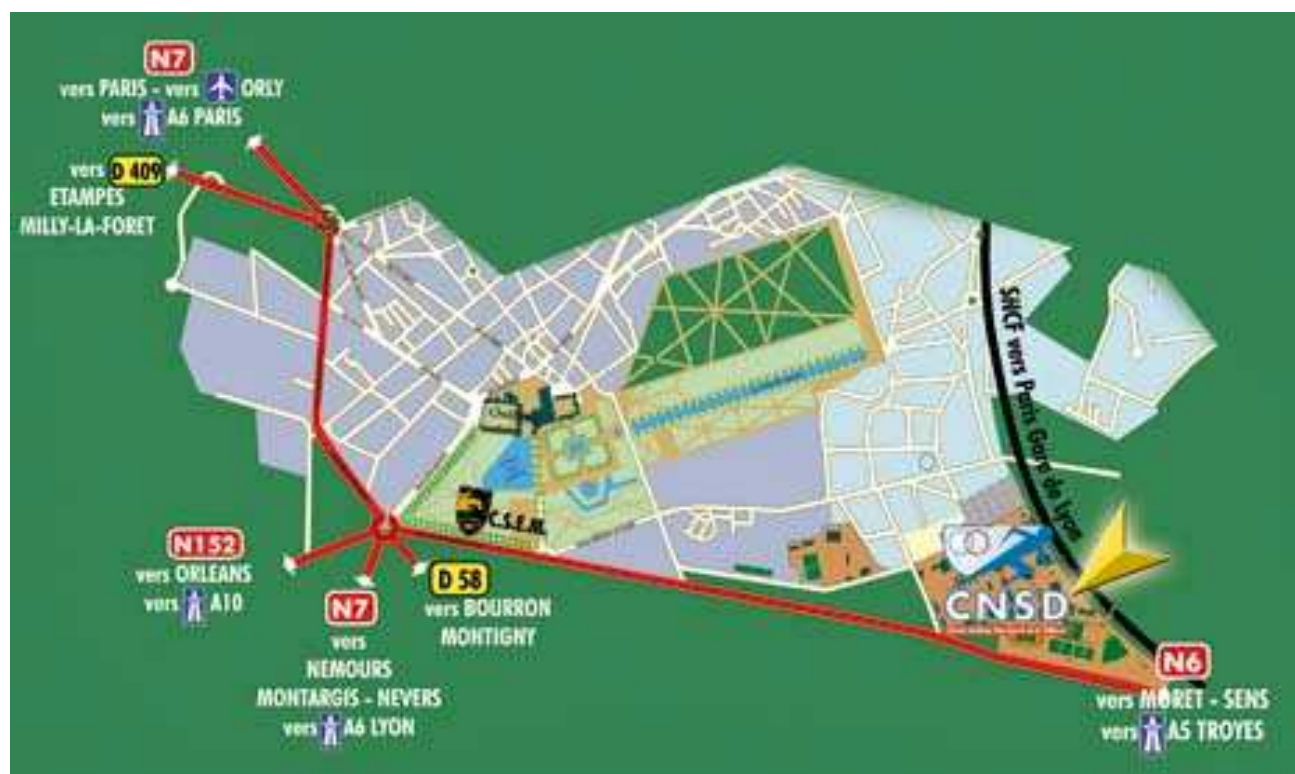 N7
vers PARIS - vers ORLY
vers A6 PARIS
vers D 409
ETAMPES
MILLY-LA-FORET
SNCF vers Paris Gare de Lyon
C.S.E.M.
N152
vers ORLEANS
vers A10
N7
vers
NEMOURS
MONTARGIS - NEVERS
vers A6 LYON
D 58
vers BOURRON
MONTIGNY
CNSD
N6
vers MORET - SENS
vers A5 TROYES